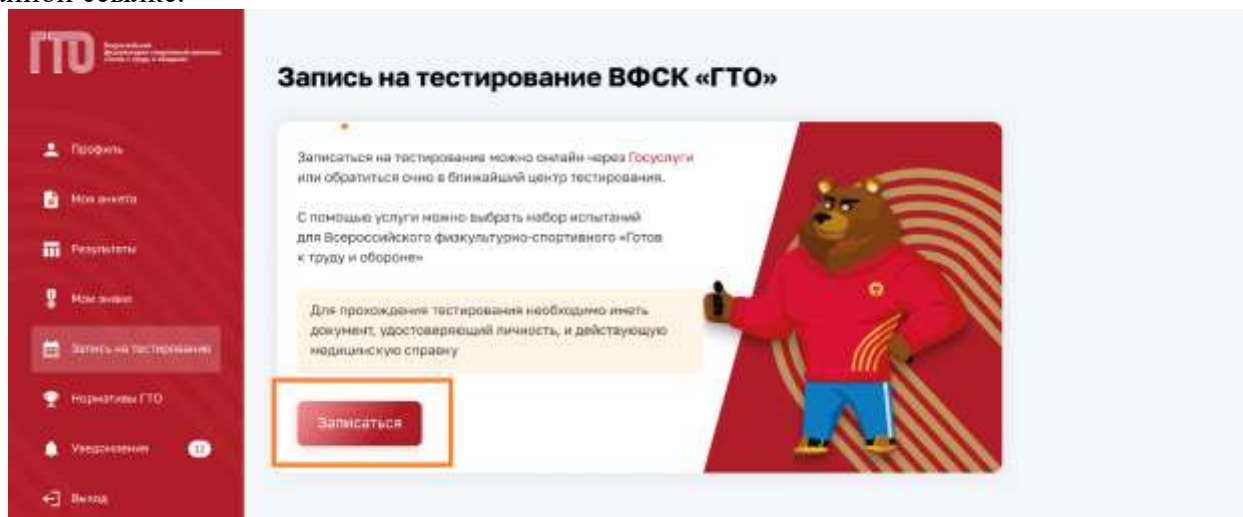 ГТО
Запись на тестирование ВФСК «ГТО»
Профиль
Моя анкета
Результаты
Мои знаки
Запись на тестирование
Нормативы ГТО
Уведомления 12
Выход
Записаться на тестирование можно онлайн через Госуслуги
или обратиться очно в ближайший центр тестирования.
С помощью услуги можно выбрать набор испытаний
для Всероссийского физкультурно-спортивного «Готов
к труду и обороне»
Для прохождения тестирования необходимо иметь
документ, удостоверяющий личность, и действующую
медицинскую справку
Записаться